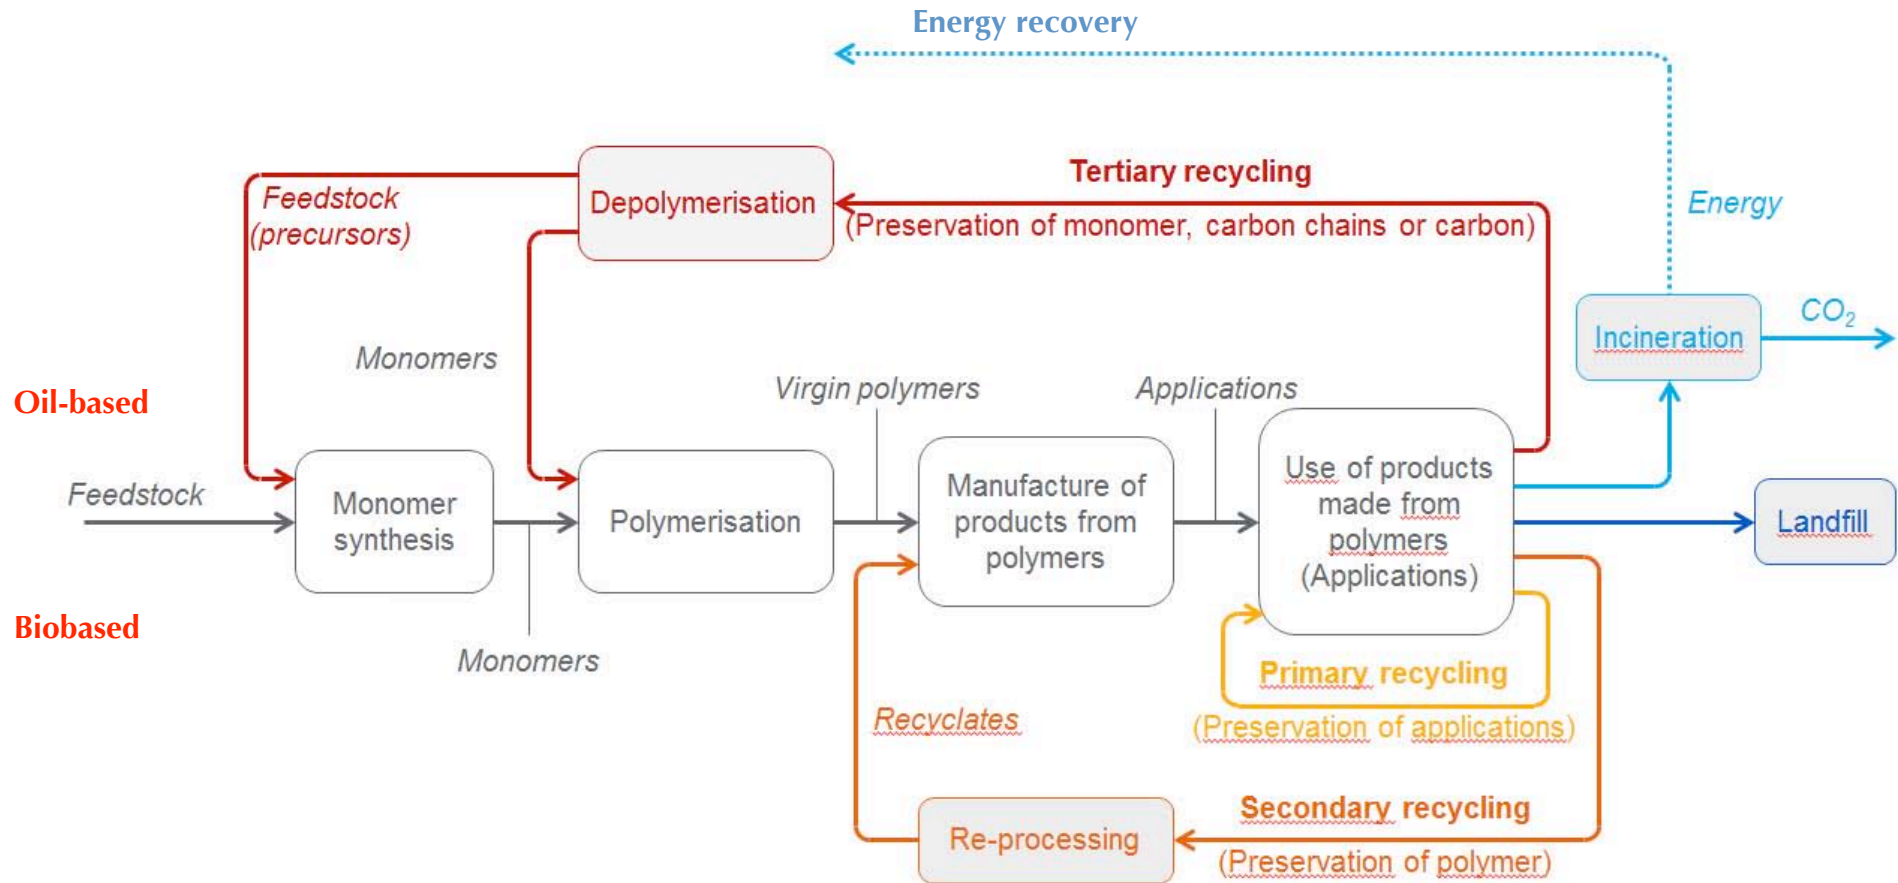 Energy recovery
Tertiary recycling
Depolymerisation
Feedstock
(precursors)
(Preservation of monomer, carbon chains or carbon)
Energy
CO₂
Incineration
Monomers
Oil-based
Virgin polymers
Applications
Feedstock
Monomer
synthesis
Polymerisation
Manufacture of
products from
polymers
Use of products
made from
polymers
(Applications)
Landfill
Biobased
Monomers
Primary recycling
(Preservation of applications)
Recyclates
Secondary recycling
(Preservation of polymer)
Re-processing